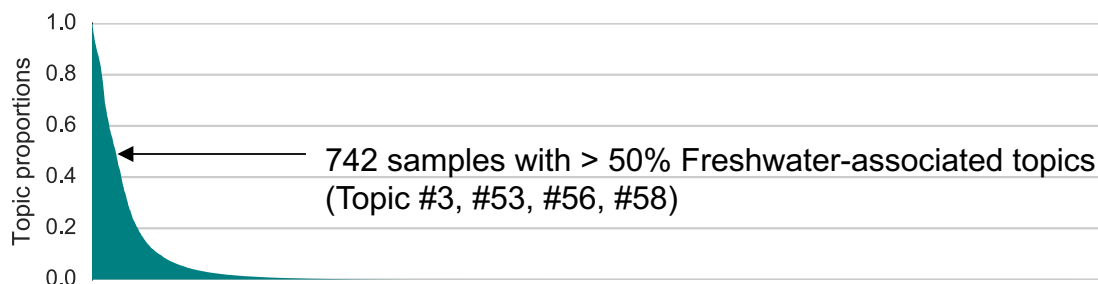 Topic proportions
1.0
0.8
0.6
0.4
0.2
0.0
742 samples with > 50% Freshwater-associated topics
(Topic #3, #53, #56, #58)